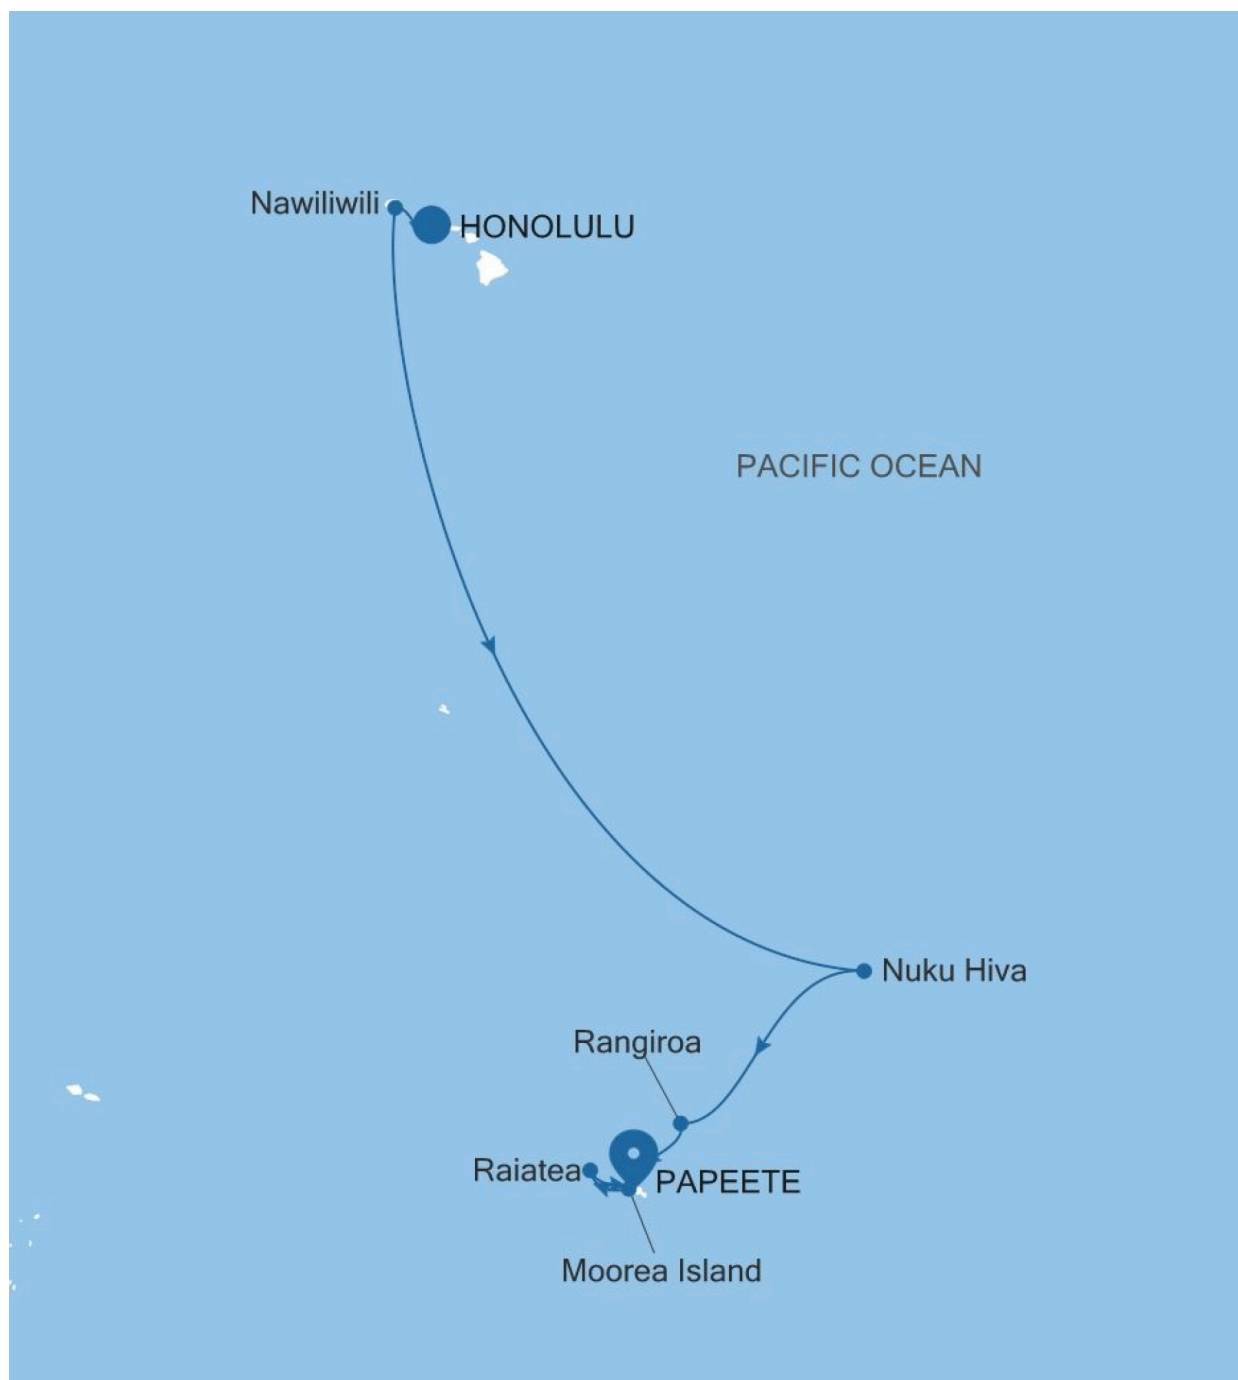 Nawiliwili
HONOLULU
PACIFIC OCEAN
Nuku Hiva
Rangiroa
Raiatea
PAPEETE
Moorea Island